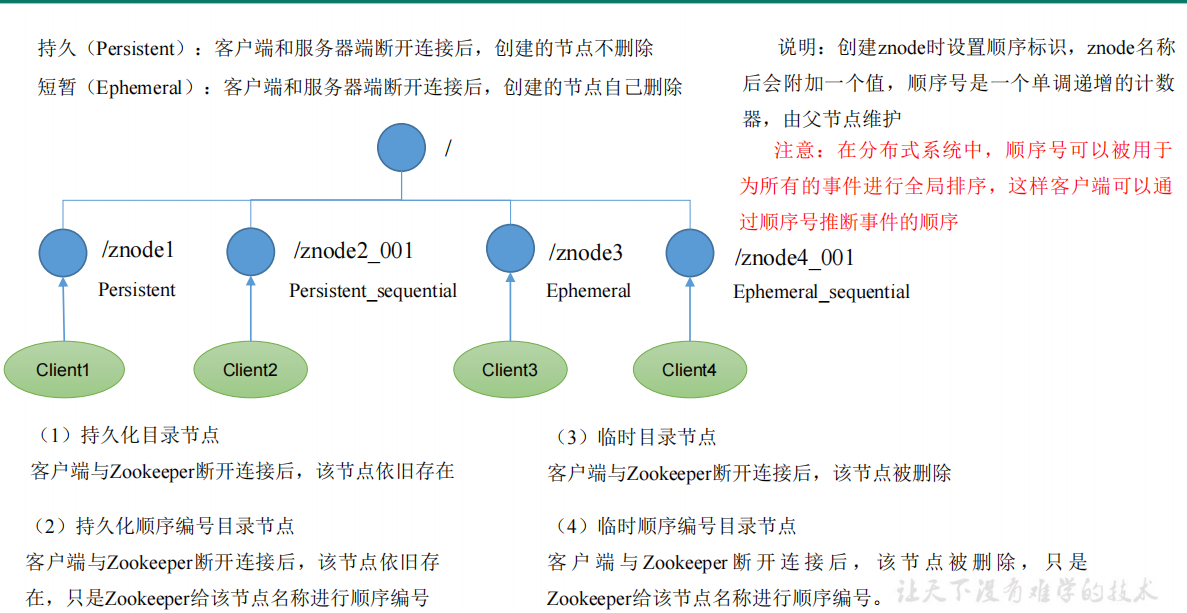 持久（Persistent）：客户端和服务器端断开连接后，创建的节点不删除
短暂（Ephemeral）：客户端和服务器端断开连接后，创建的节点自己删除
说明：创建znode时设置顺序标识，znode名称
后会附加一个值，顺序号是一个单调递增的计数
器，由父节点维护
注意：在分布式系统中，顺序号可以被用于
为所有的事件进行全局排序，这样客户端可以通
过顺序号推断事件的顺序
/
/znode1
/znode2_001
/znode3
/znode4_001
Persistent
Persistent_sequential
Ephemeral
Ephemeral_sequential
Client1
Client2
Client3
Client4
（1）持久化目录节点
客户端与Zookeeper断开连接后，该节点依旧存在
（2）持久化顺序编号目录节点
客户端与Zookeeper断开连接后，该节点依旧存
在，只是Zookeeper给该节点名称进行顺序编号
（3）临时目录节点
客户端与Zookeeper断开连接后，该节点被删除
（4）临时顺序编号目录节点
客户端与Zookeeper断开连接后，该节点被删除，只是
Zookeeper给该节点名称进行顺序编号。
让天下没有难学的技术